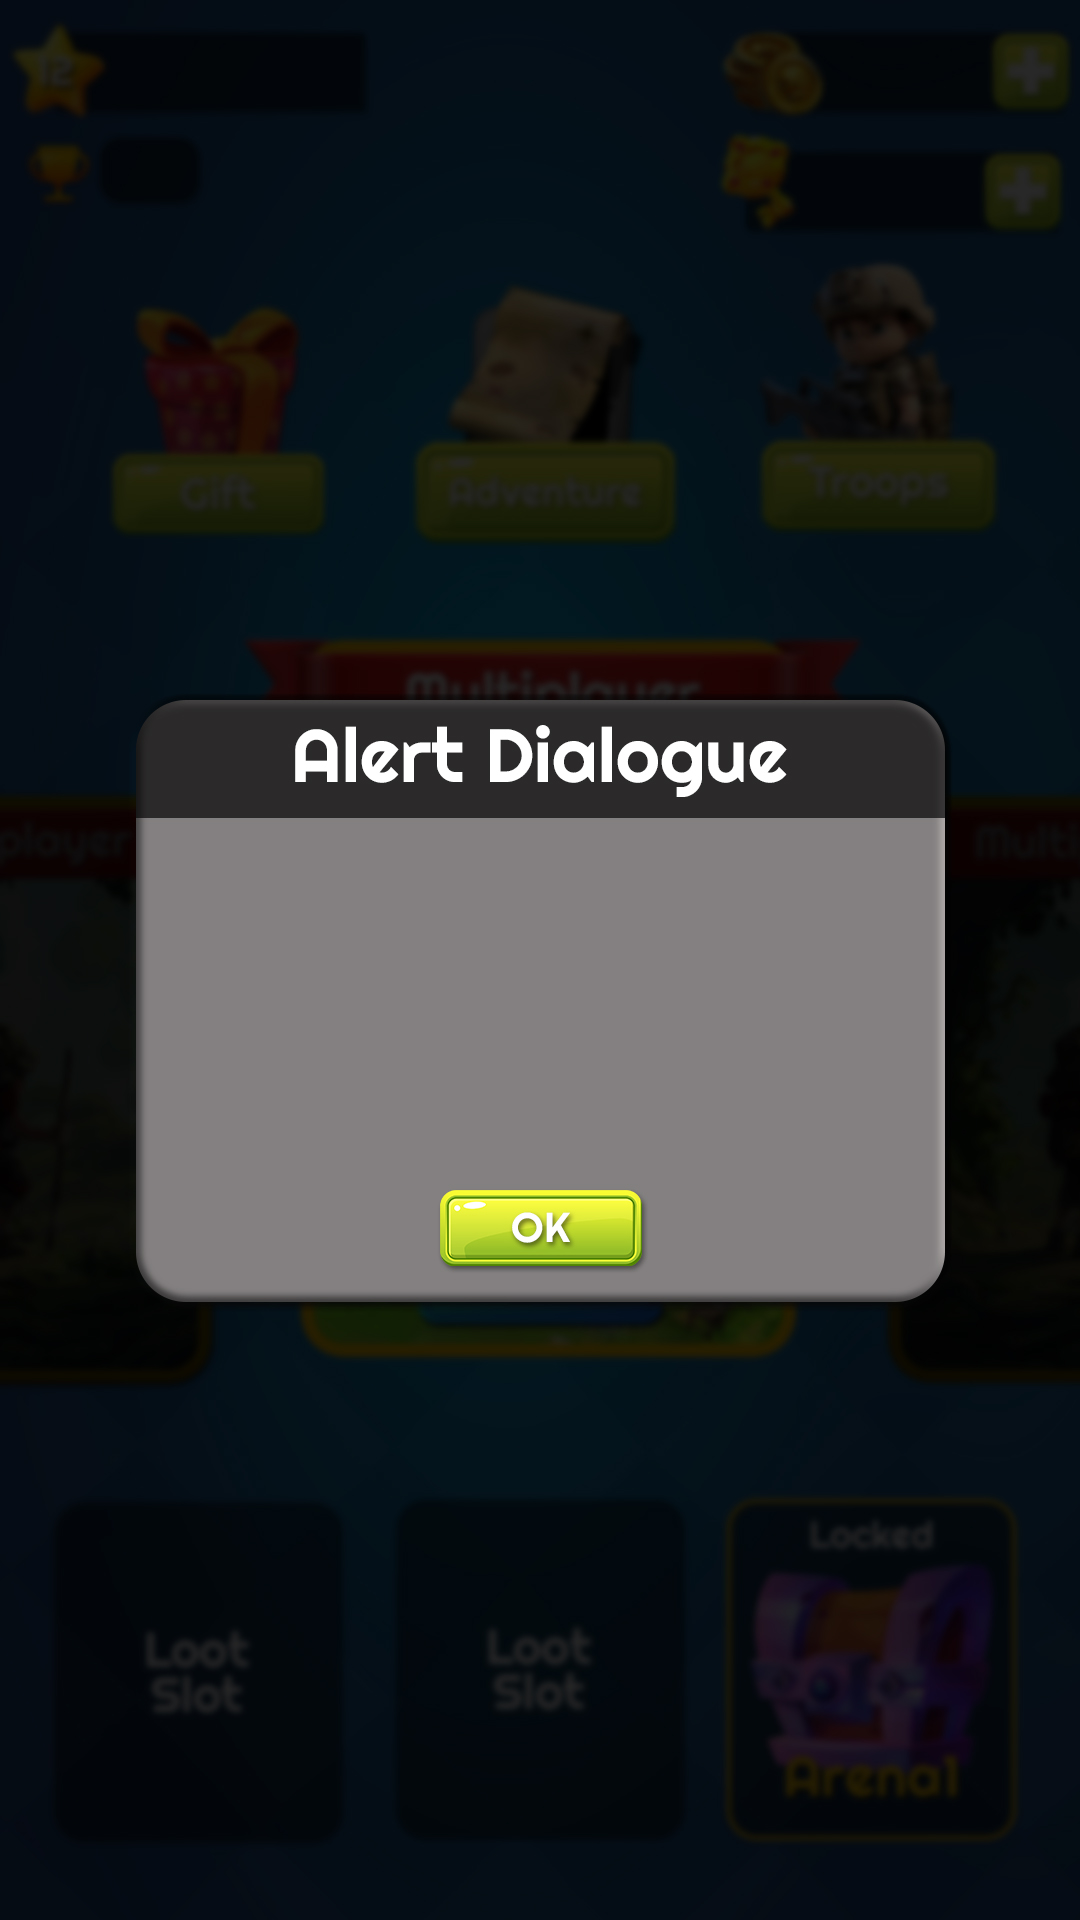 12
Gift
Adventure
Troops
Multiplayer
Alert Dialogue
player
Multi
OK
Locked
Loot
Slot
Loot
Slot
Arena1